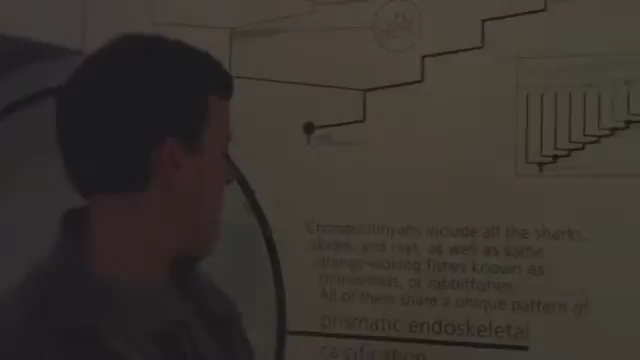 include all the sharks,
skates, and rays, as well as some
strange-looking fishes known as
chimaeroids, or rabbitfishes.
All of them share a unique pattern of
prismatic endoskeletal
calcification